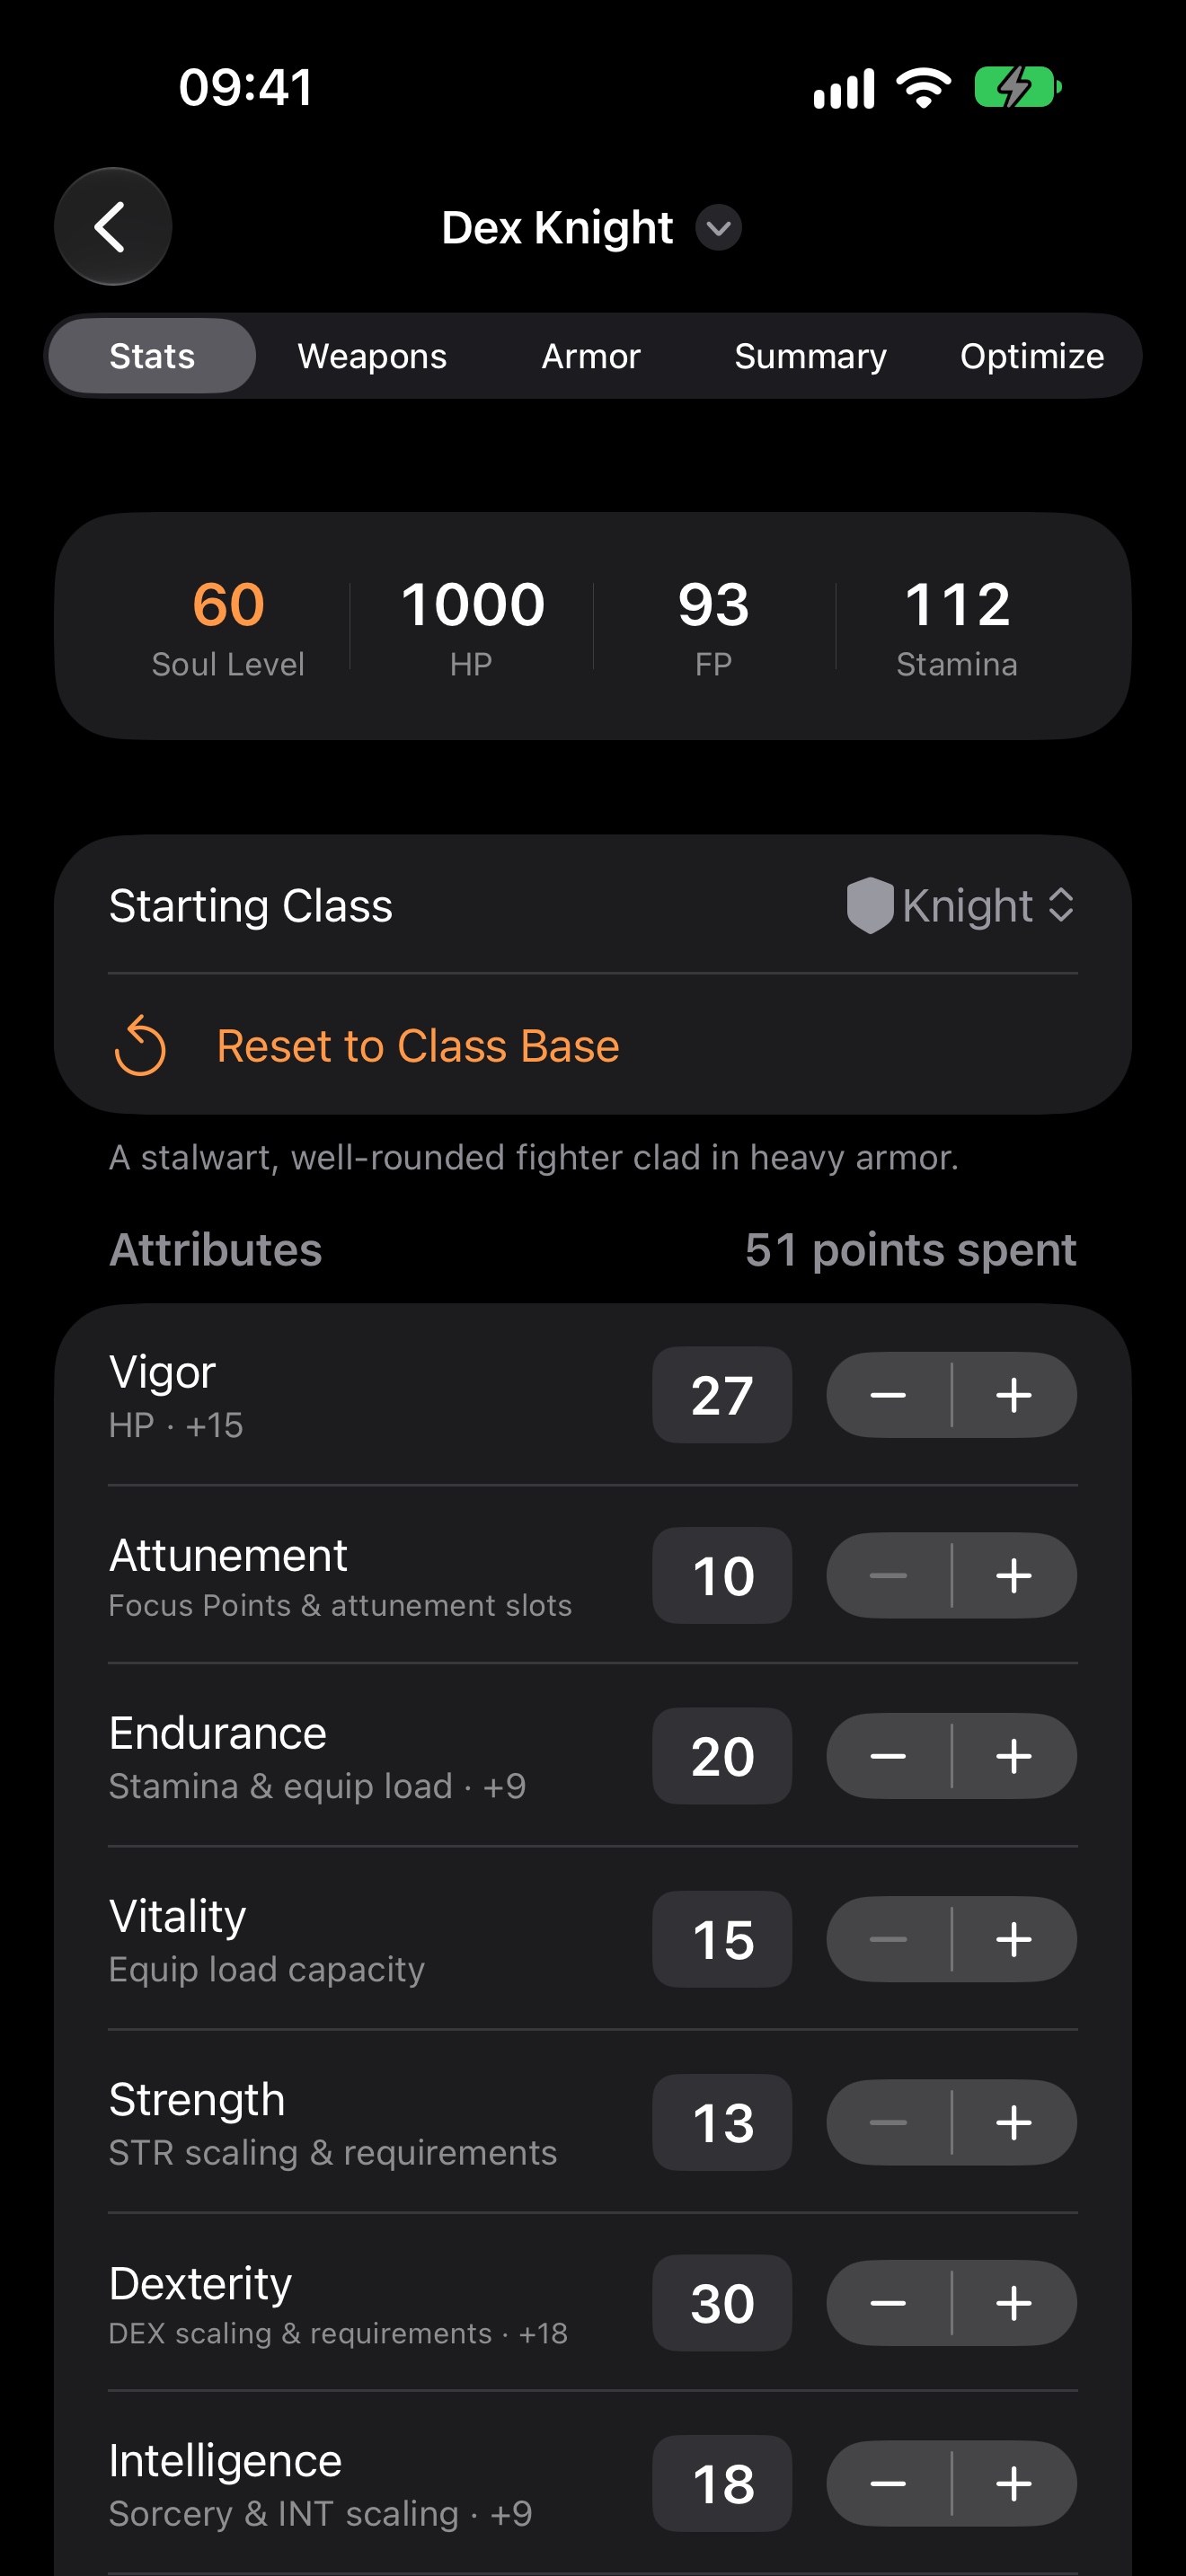 09:41
Dex Knight
Stats Weapons Armor Summary Optimize
60 1000 93 112
Soul Level HP FP Stamina
Starting Class Knight
Reset to Class Base
A stalwart, well-rounded fighter clad in heavy armor.
Attributes 51 points spent
Vigor
HP · +15
27
Attunement
Focus Points & attunement slots
10
Endurance
Stamina & equip load · +9
20
Vitality
Equip load capacity
15
Strength
STR scaling & requirements
13
Dexterity
DEX scaling & requirements · +18
30
Intelligence
Sorcery & INT scaling · +9
18